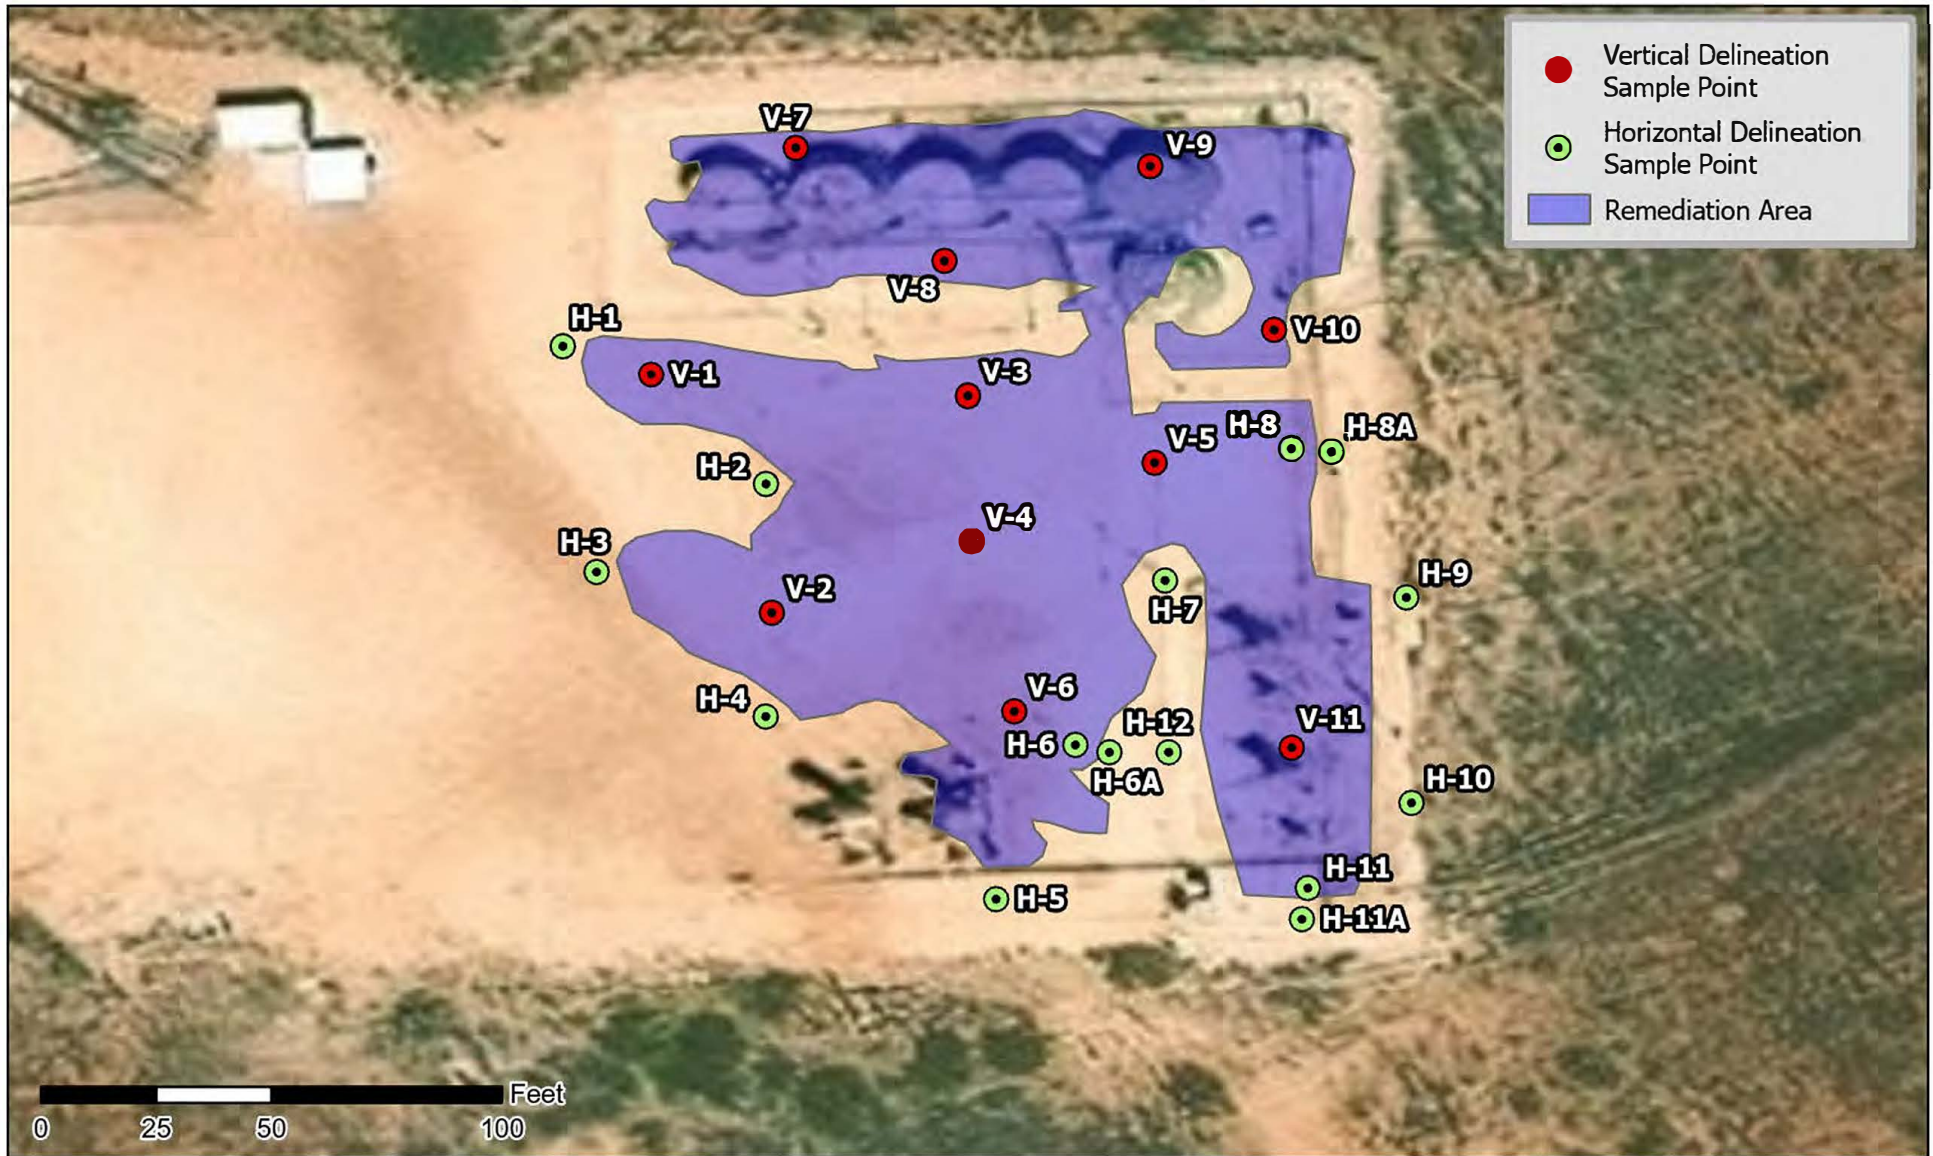 Vertical Delineation
Sample Point
Horizontal Delineation
Sample Point
Remediation Area
V-7
V-9
V-8
H-1
V-10
V-1
V-3
H-8
H-8A
V-5
H-2
V-4
H-3
H-9
V-2
H-7
V-6
H-4
H-12
V-11
H-6
H-6A
H-10
H-11
H-5
H-11A
Feet
0 25 50 100